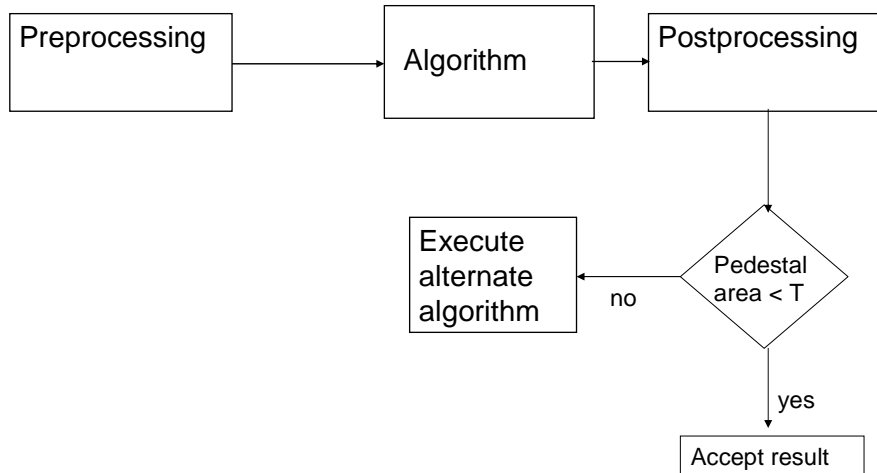 Preprocessing
Algorithm
Postprocessing
Execute
alternate
algorithm
Pedestal
area < T
no
yes
Accept result